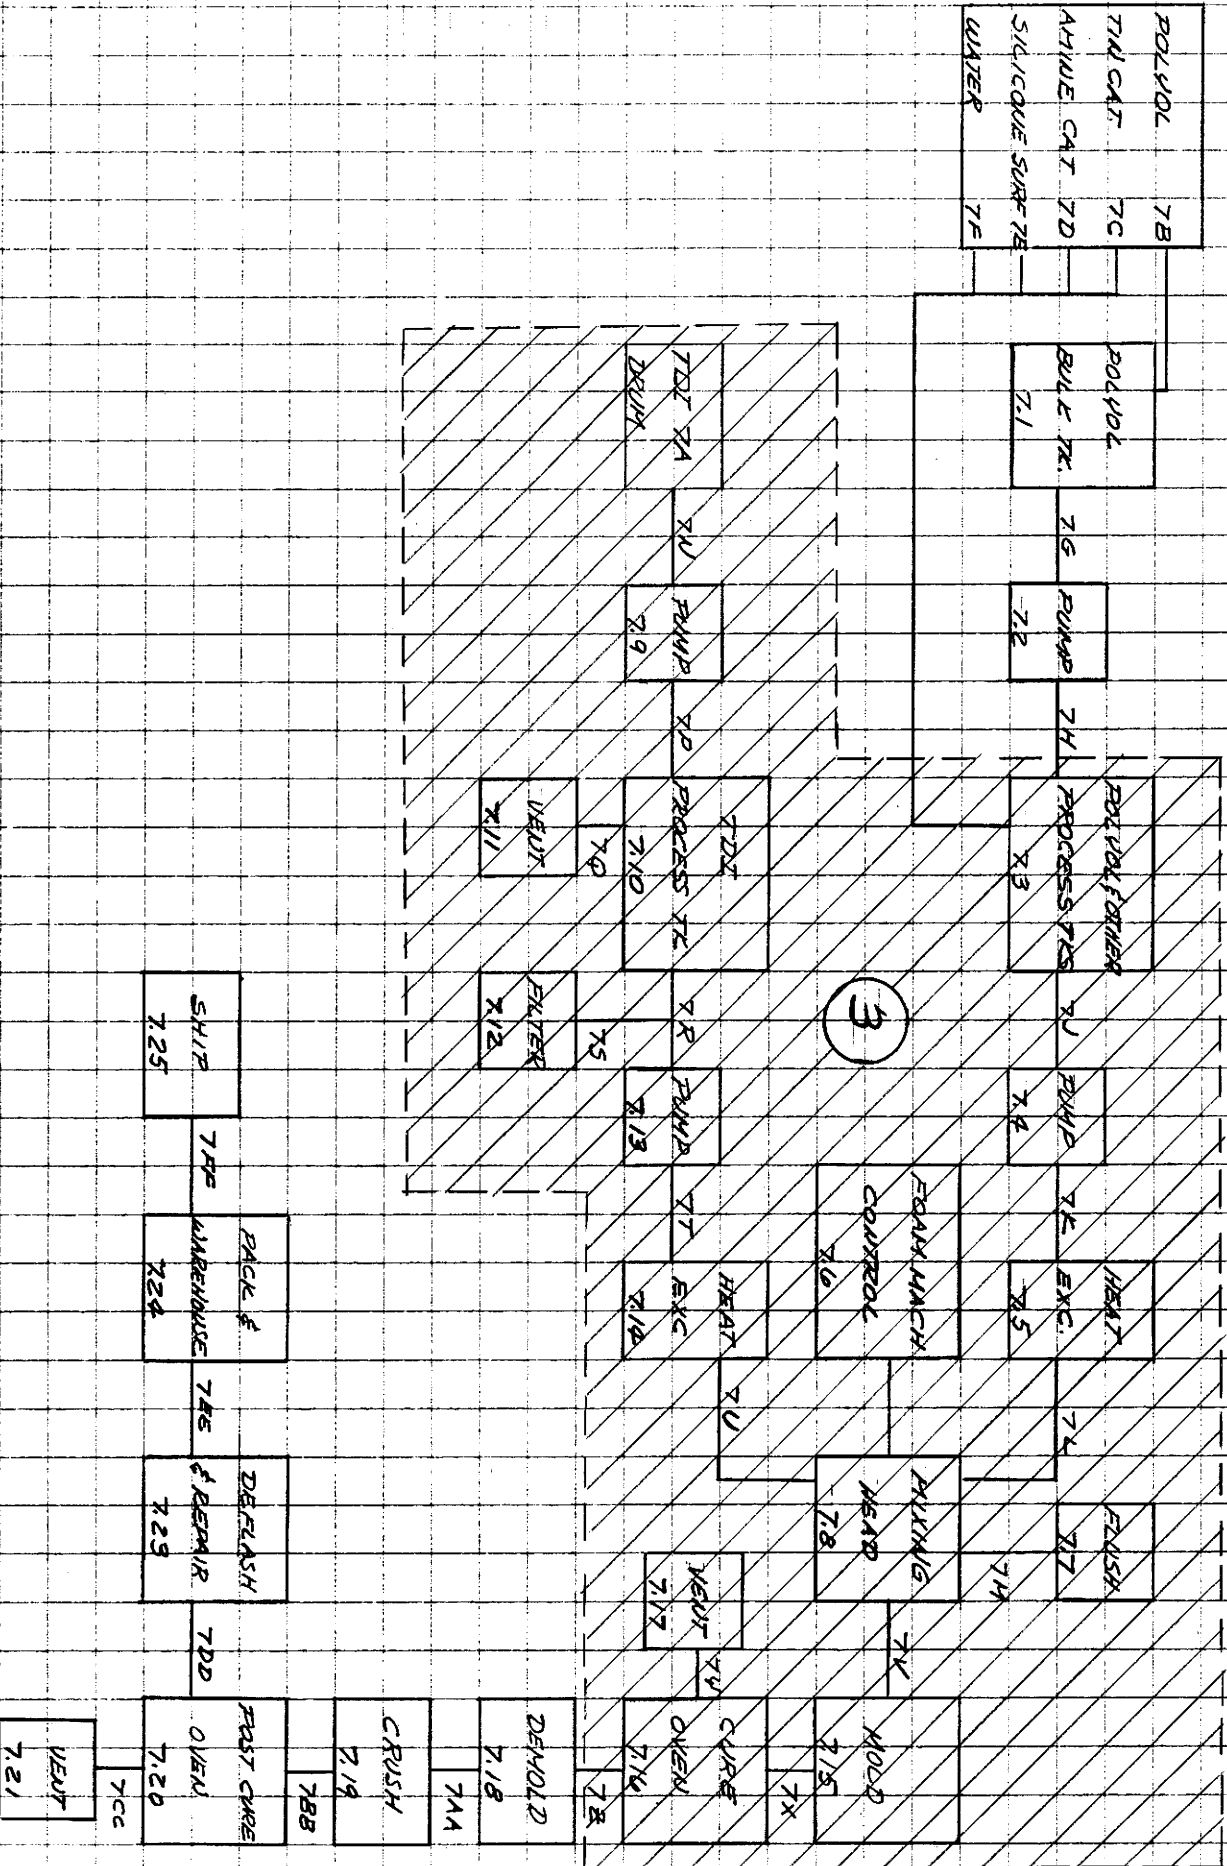 POLYOL 7B
TIN CAT. 7C
AMINE CAT 7D
SILICONE SURF 7E
WATER 7F
POLYOL
BULK TK.
7.1
7G
PUMP
7.2
7H
POLYOL & OTHER
PROCESS TKS
7.3
7J
PUMP
7.4
7K
HEAT
EXC.
7.5
7L
FLUSH
7.7
7M
FOAM MACH
CONTROL
7.6
MIXING
HEAD
7.8
7V
MOLD
7.15
3
TDI 7A
DRUM
7N
PUMP
7.9
7P
TDI
PROCESS TK
7.10
7Q
VENT
7.11
7R
7S
FILTER
7.12
PUMP
7.13
7T
HEAT
EXC
7.14
7U
VENT
7.17
7W
7X
CURE
OVEN
7.16
7Z
DEMOLD
7.18
7AA
CRUSH
7.19
7BB
POST CURE
OVEN
7.20
7CC
VENT
7.21
7DD
DEFLASH
& REPAIR
7.23
7EE
PACK &
WAREHOUSE
7.24
7FF
SHIP
7.25